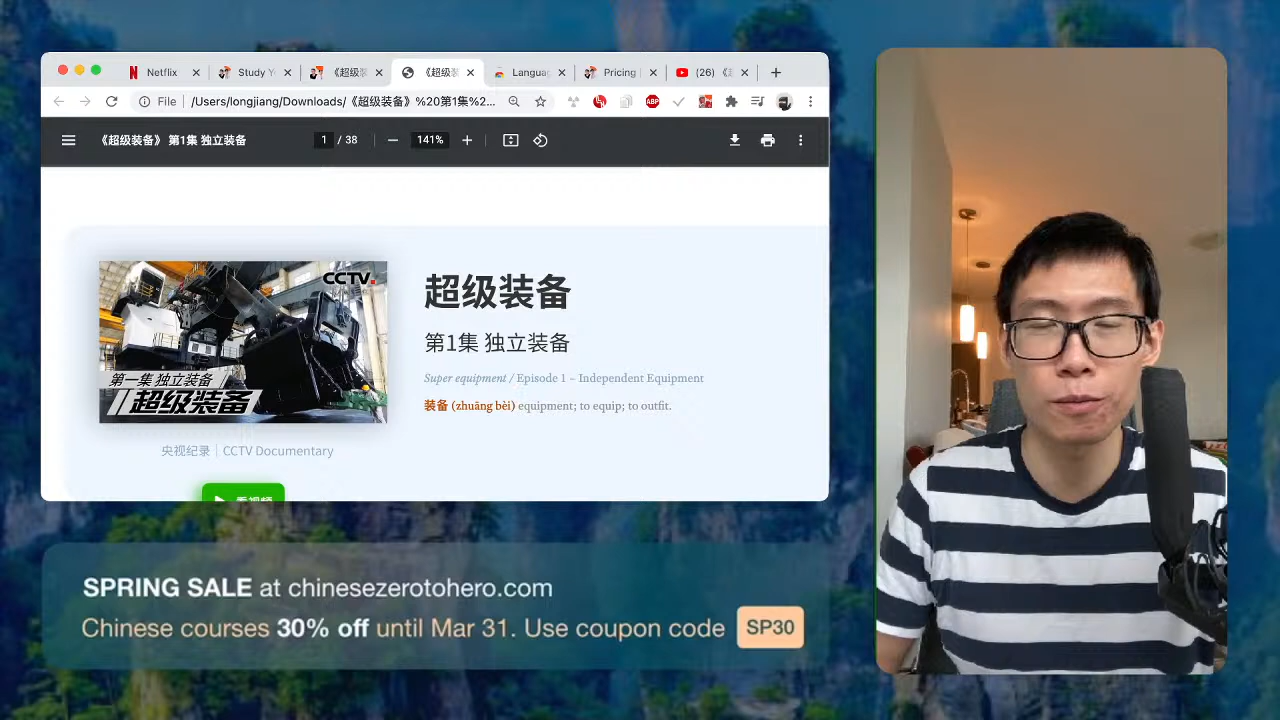 Netflix
Study Y
《超级装
《超级装
Langua
Pricing
(26) 《
File
/Users/longjiang/Downloads/《超级装备》%20第1集%2...
ABP
《超级装备》 第1集 独立装备
1 / 38
141%
CCTV.
第一集 独立装备
超级装备
超级装备
第1集 独立装备
Super equipment / Episode 1 – Independent Equipment
装备 (zhuāng bèi) equipment; to equip; to outfit.
央视纪录｜CCTV Documentary
看视频
SPRING SALE at chinesezerotohero.com
Chinese courses 30% off until Mar 31. Use coupon code
SP30